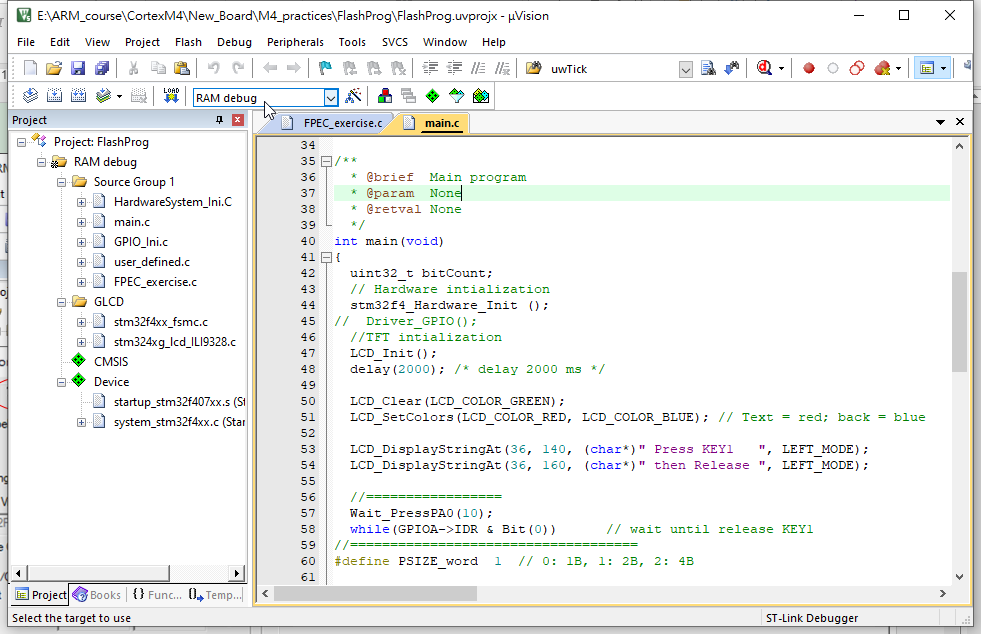 E:\ARM_course\CortexM4\New_Board\M4_practices\FlashProg\FlashProg.uvprojx - µVision
File Edit View Project Flash Debug Peripherals Tools SVCS Window Help
uwTick
LOAD RAM debug
Project
FPEC_exercise.c main.c
Project: FlashProg
RAM debug
Source Group 1
HardwareSystem_Ini.C
main.c
GPIO_Ini.c
user_defined.c
FPEC_exercise.c
GLCD
stm32f4xx_fsmc.c
stm324xg_lcd_ILI9328.c
CMSIS
Device
startup_stm32f407xx.s (St
system_stm32f4xx.c (Star
34
35 /**
36 * @brief Main program
37 * @param None
38 * @retval None
39 */
40 int main(void)
41 {
42 uint32_t bitCount;
43 // Hardware intialization
44 stm32f4_Hardware_Init ();
45 // Driver_GPIO();
46 //TFT intialization
47 LCD_Init();
48 delay(2000); /* delay 2000 ms */
49
50 LCD_Clear(LCD_COLOR_GREEN);
51 LCD_SetColors(LCD_COLOR_RED, LCD_COLOR_BLUE); // Text = red; back = blue
52
53 LCD_DisplayStringAt(36, 140, (char*)" Press KEY1   ", LEFT_MODE);
54 LCD_DisplayStringAt(36, 160, (char*)" then Release ", LEFT_MODE);
55
56 //=================
57 Wait_PressPA0(10);
58 while(GPIOA->IDR & Bit(0)) // wait until release KEY1
59 //====================================
60 #define PSIZE_word 1 // 0: 1B, 1: 2B, 2: 4B
61
Project Books {} Func... Temp...
Select the target to use ST-Link Debugger